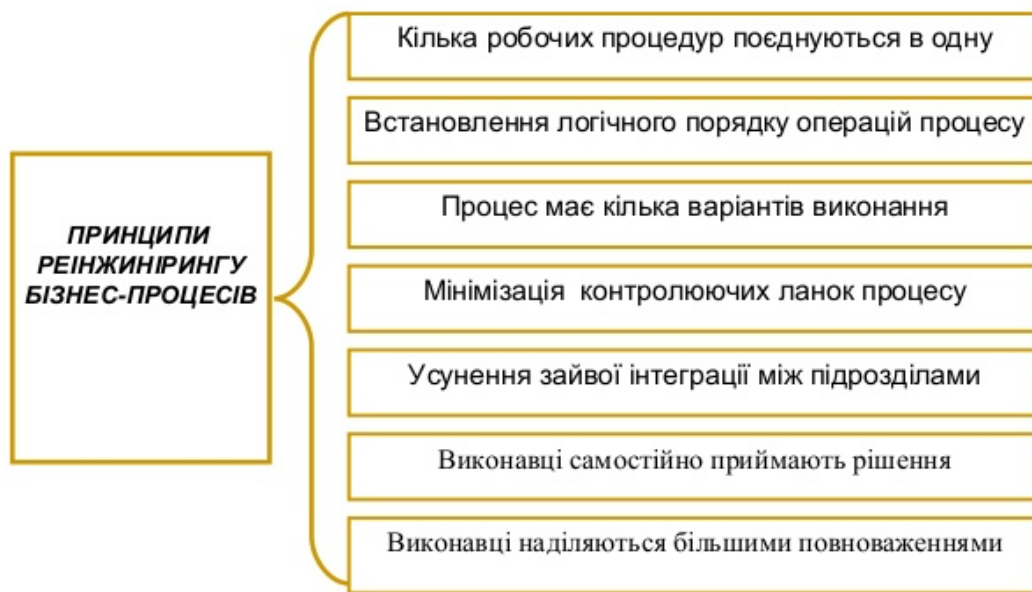 ПРИНЦИПИ
РЕІНЖИНІРИНГУ
БІЗНЕС-ПРОЦЕСІВ
Кілька робочих процедур поєднуються в одну
Встановлення логічного порядку операцій процесу
Процес має кілька варіантів виконання
Мінімізація контролюючих ланок процесу
Усунення зайвої інтеграції між підрозділами
Виконавці самостійно приймають рішення
Виконавці наділяються більшими повноваженнями